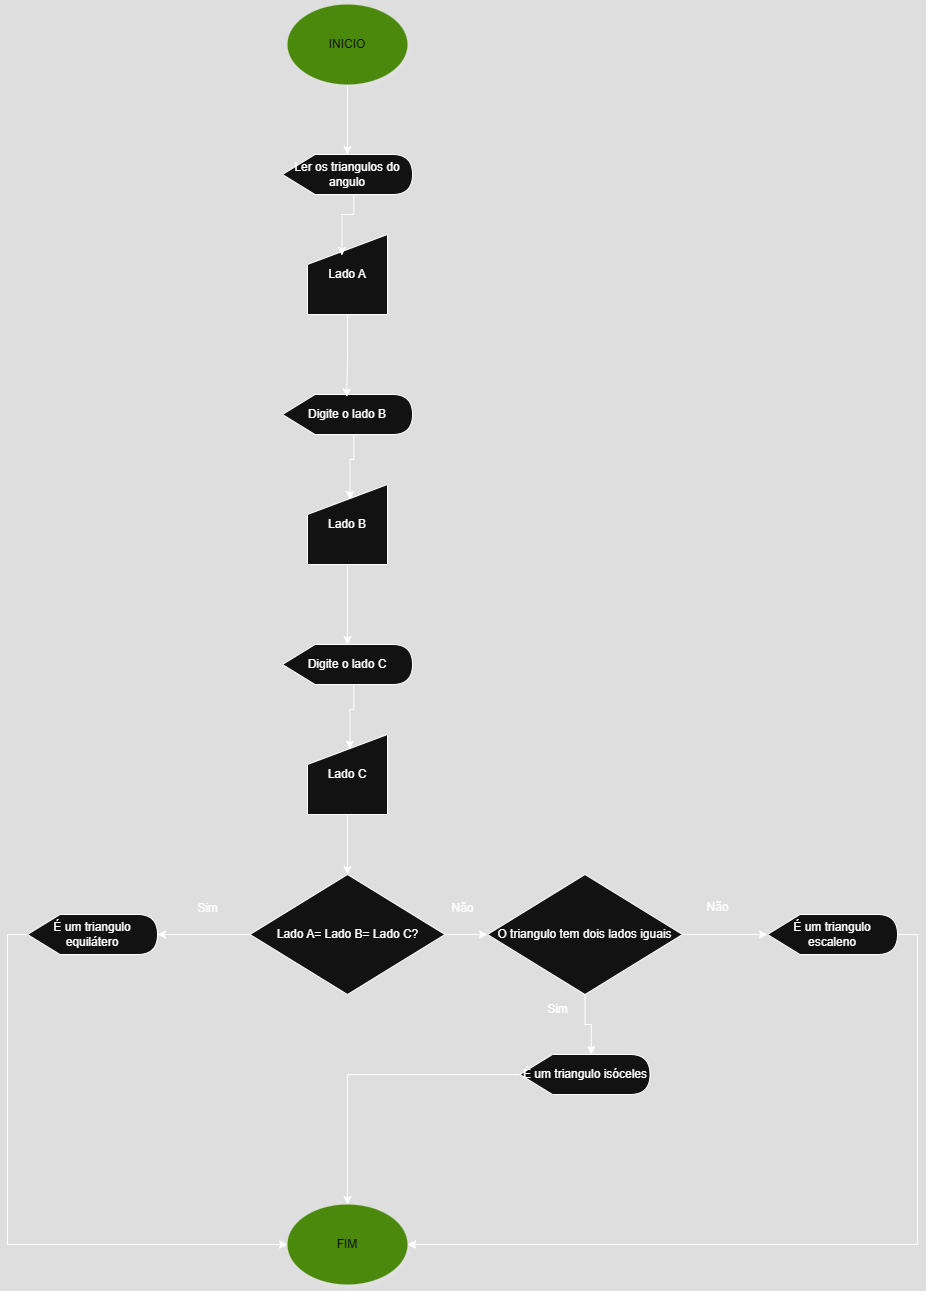 INICIO
Ler os triangulos do
angulo
Lado A
Digite o lado B
Lado B
Digite o lado C
Lado C
Sim
Não
Não
É um triangulo
equilátero
Lado A= Lado B= Lado C?
O triangulo tem dois lados iguais
É um triangulo
escaleno
Sim
É um triangulo isóceles
FIM